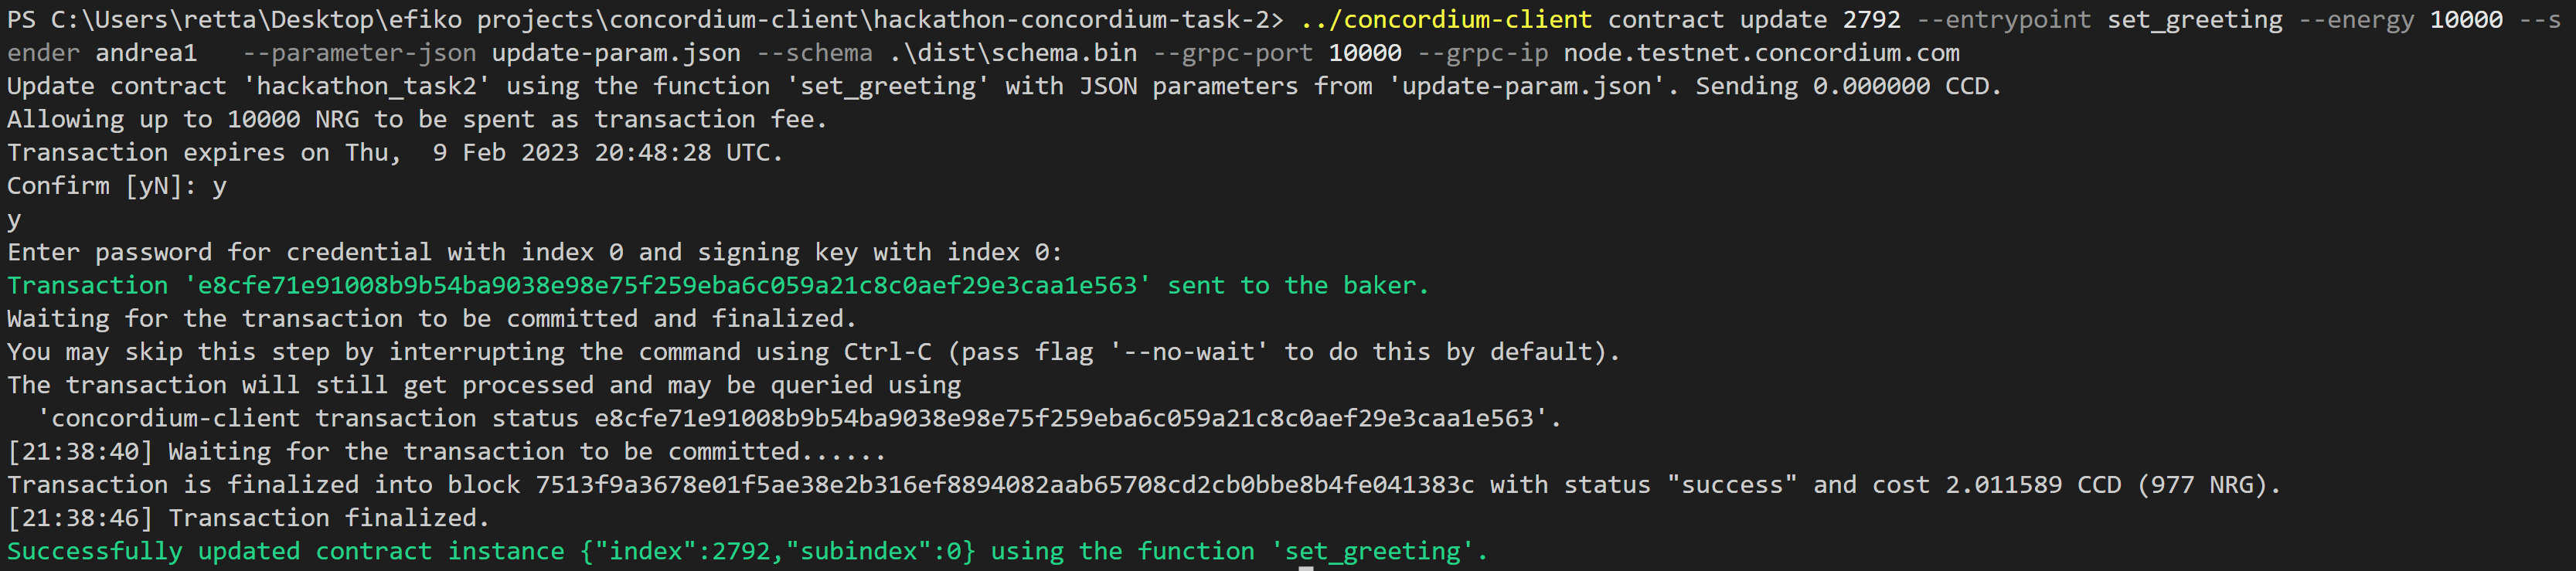 PS C:\Users\retta\Desktop\efiko projects\concordium-client\hackathon-concordium-task-2> ../concordium-client contract update 2792 --entrypoint set_greeting --energy 10000 --s
ender andrea1   --parameter-json update-param.json --schema .\dist\schema.bin --grpc-port 10000 --grpc-ip node.testnet.concordium.com
Update contract 'hackathon_task2' using the function 'set_greeting' with JSON parameters from 'update-param.json'. Sending 0.000000 CCD.
Allowing up to 10000 NRG to be spent as transaction fee.
Transaction expires on Thu,  9 Feb 2023 20:48:28 UTC.
Confirm [yN]: y
y
Enter password for credential with index 0 and signing key with index 0:
Transaction 'e8cfe71e91008b9b54ba9038e98e75f259eba6c059a21c8c0aef29e3caa1e563' sent to the baker.
Waiting for the transaction to be committed and finalized.
You may skip this step by interrupting the command using Ctrl-C (pass flag '--no-wait' to do this by default).
The transaction will still get processed and may be queried using
  'concordium-client transaction status e8cfe71e91008b9b54ba9038e98e75f259eba6c059a21c8c0aef29e3caa1e563'.
[21:38:40] Waiting for the transaction to be committed......
Transaction is finalized into block 7513f9a3678e01f5ae38e2b316ef8894082aab65708cd2cb0bbe8b4fe041383c with status "success" and cost 2.011589 CCD (977 NRG).
[21:38:46] Transaction finalized.
Successfully updated contract instance {"index":2792,"subindex":0} using the function 'set_greeting'.